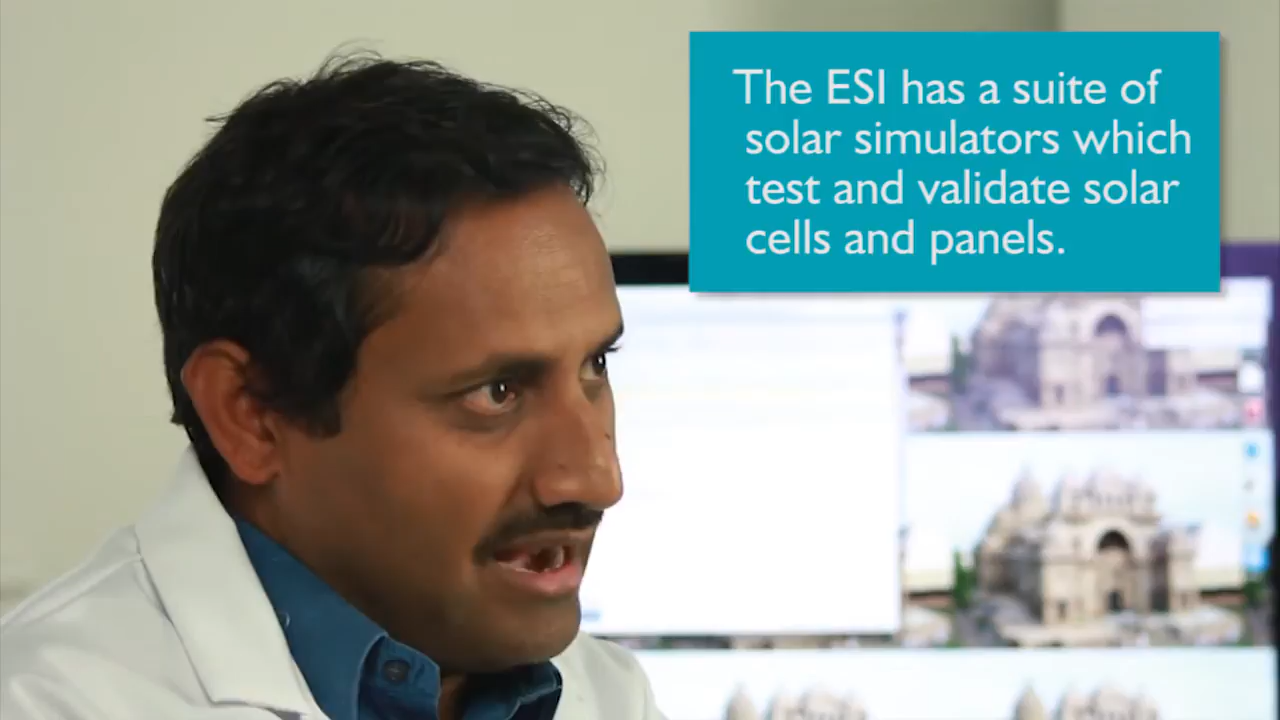 The ESI has a suite of
solar simulators which
test and validate solar
cells and panels.